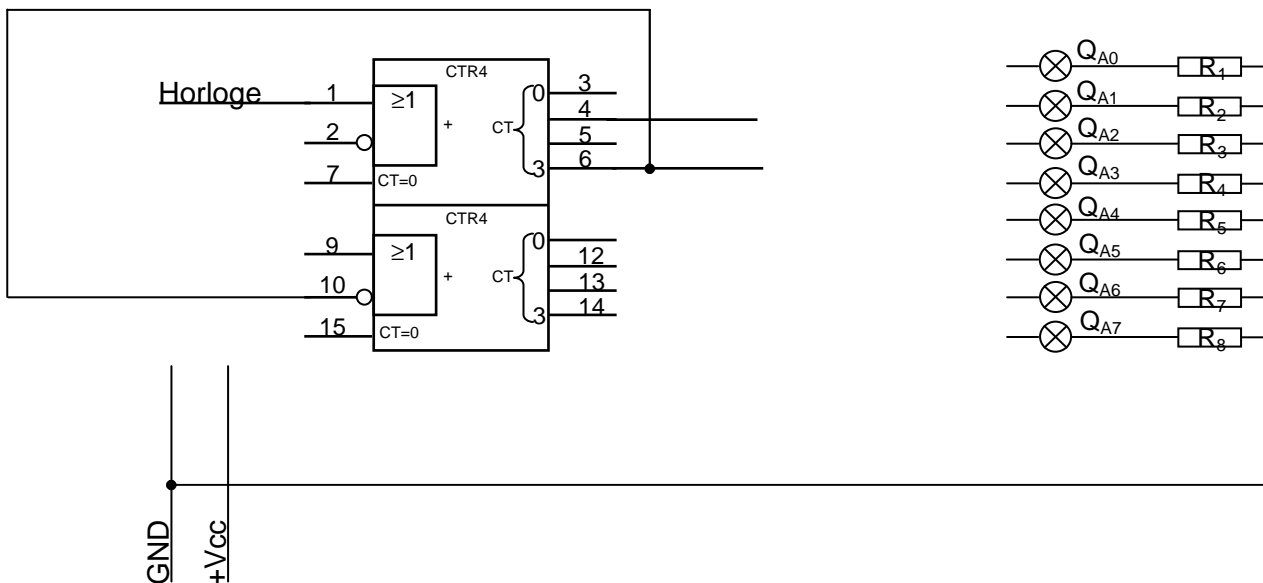 CTR4
Horloge
1
≥1
0
3
2
+
CT
4
5
7
CT=0
3
6
CTR4
9
≥1
0
10
+
CT
12
13
15
CT=0
3
14
QA0
R1
QA1
R2
QA2
R3
QA3
R4
QA4
R5
QA5
R6
QA6
R7
QA7
R8
GND
+Vcc